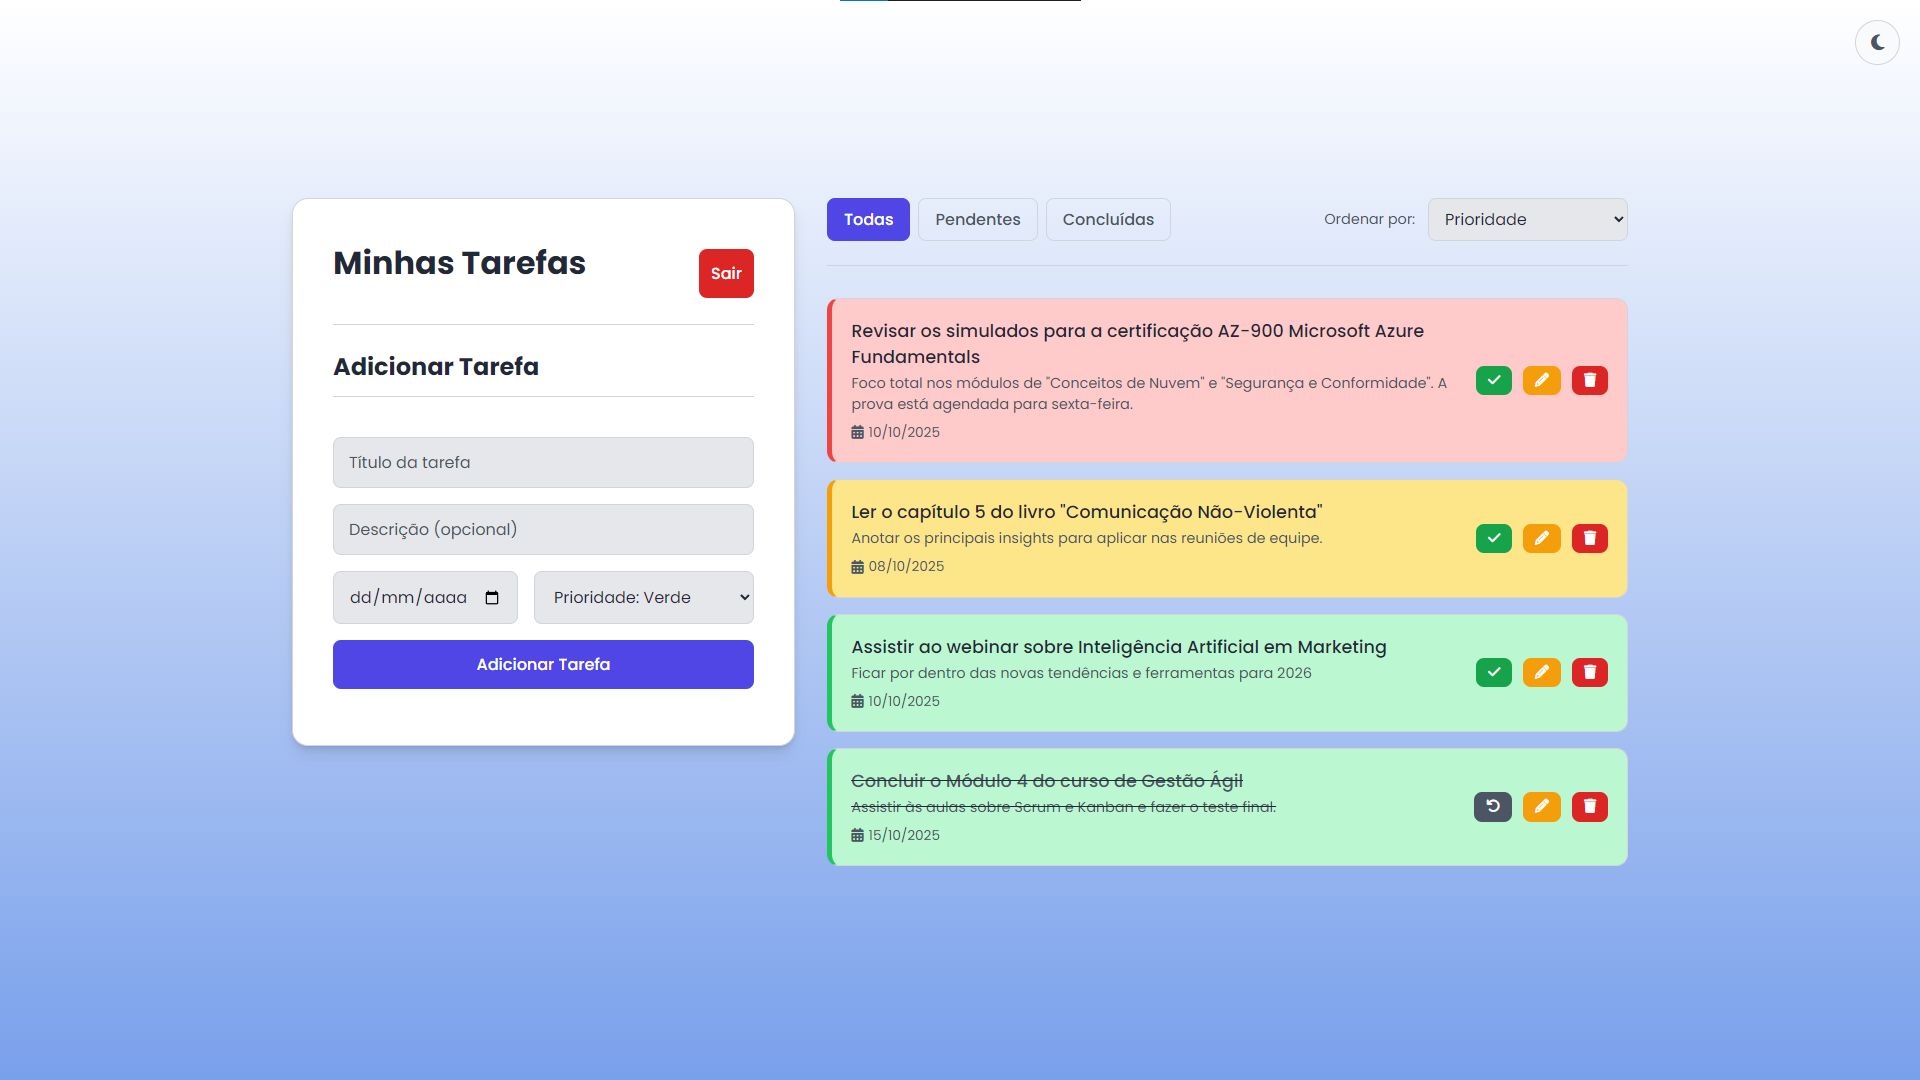 Minhas Tarefas
Sair
Adicionar Tarefa
Título da tarefa
Descrição (opcional)
dd/mm/aaaa
Prioridade: Verde
Adicionar Tarefa
Todas
Pendentes
Concluídas
Ordenar por:
Prioridade
Revisar os simulados para a certificação AZ-900 Microsoft Azure
Fundamentals
Foco total nos módulos de "Conceitos de Nuvem" e "Segurança e Conformidade". A
prova está agendada para sexta-feira.
10/10/2025
Ler o capítulo 5 do livro "Comunicação Não-Violenta"
Anotar os principais insights para aplicar nas reuniões de equipe.
08/10/2025
Assistir ao webinar sobre Inteligência Artificial em Marketing
Ficar por dentro das novas tendências e ferramentas para 2026
10/10/2025
Concluir o Módulo 4 do curso de Gestão Ágil
Assistir às aulas sobre Scrum e Kanban e fazer o teste final.
15/10/2025